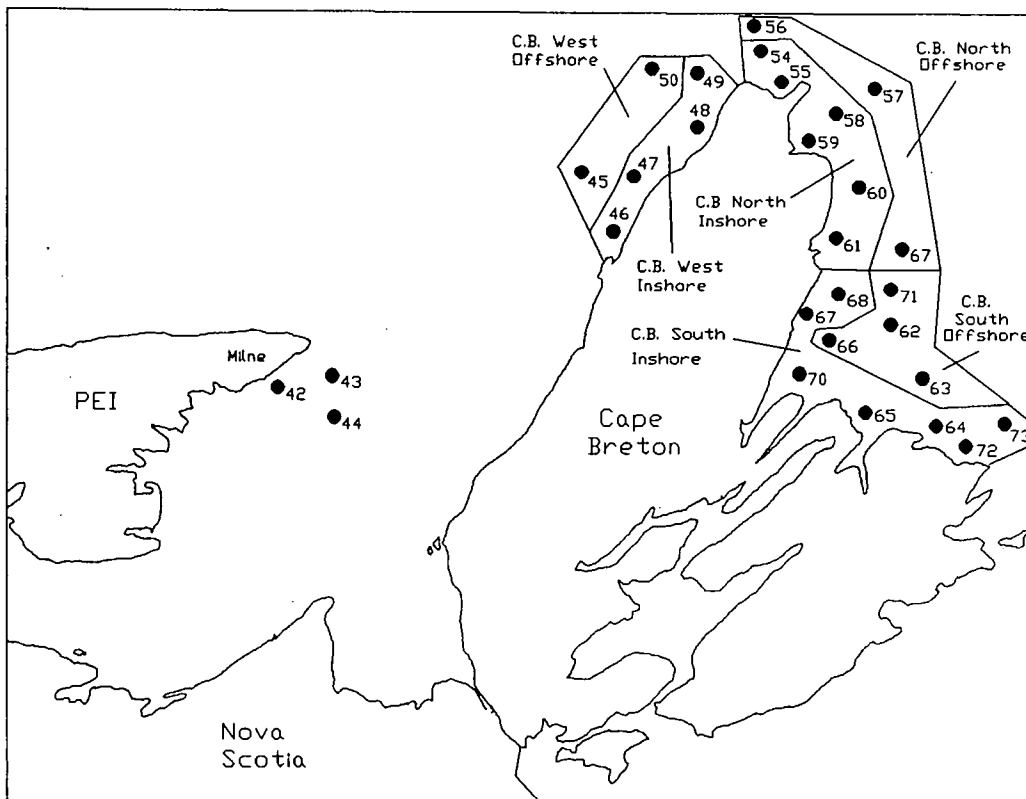 C.B. West
Offshore
50
49
48
47
45
46
C.B. West
Inshore
56
54
55
57
C.B. North
Offshore
58
59
60
C.B North
Inshore
61
67
68
71
67
62
C.B.
South
Offshore
66
C.B. South
Inshore
63
70
65
64
73
72
Milne
43
42
44
PEI
Cape
Breton
Nova
Scotia